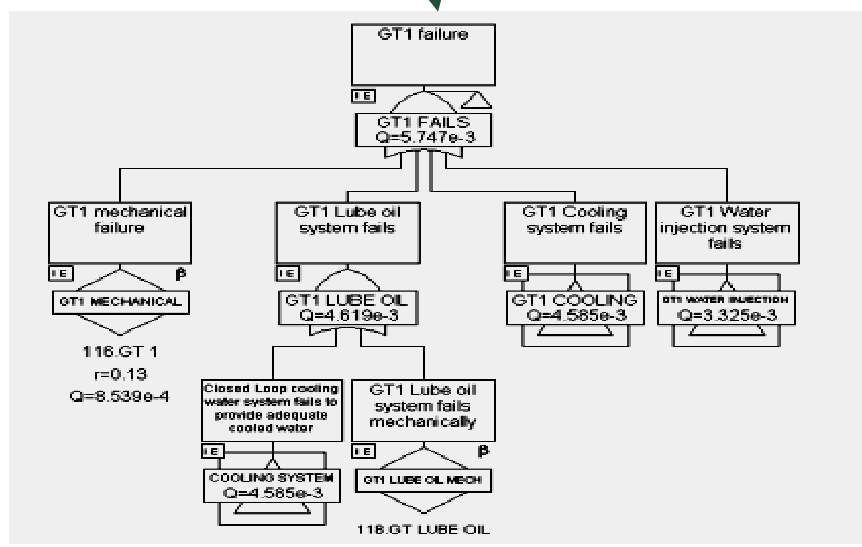 GT1 failure
IE
GT1 FAILS
Q=5.747e-3
GT1 mechanical
failure
IE
β
GT1 MECHANICAL
116.GT 1
r=0.13
Q=8.539e-4
GT1 Lube oil
system fails
IE
GT1 LUBE OIL
Q=4.619e-3
GT1 Cooling
system fails
IE
GT1 COOLING
Q=4.585e-3
GT1 Water
injection system
fails
IE
GT1 WATER INJECTION
Q=3.325e-3
Closed Loop cooling
water system fails to
provide adequate
cooled water
IE
COOLING SYSTEM
Q=4.585e-3
GT1 Lube oil
system fails
mechanically
IE
β
GT1 LUBE OIL MECH
118.GT LUBE OIL